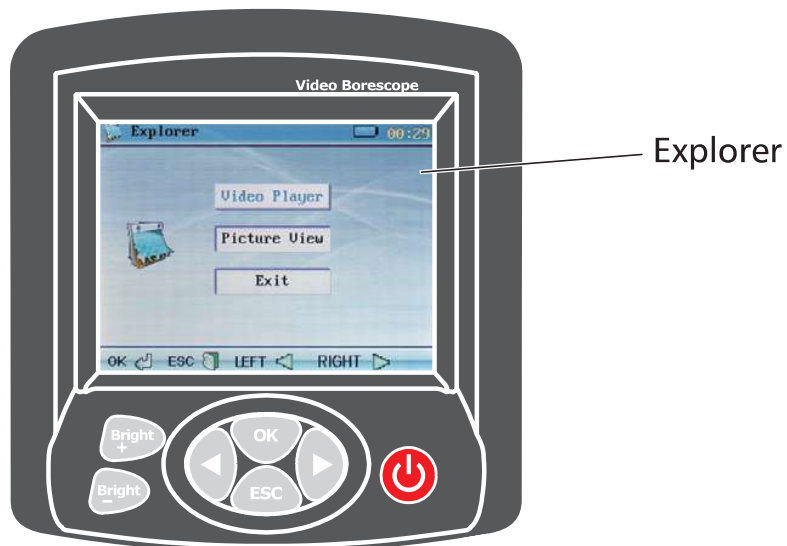 Video Borescope
Explorer 00:29
Explorer
Video Player
Picture View
Exit
OK ESC LEFT RIGHT
Bright
+
OK
Bright
-
ESC